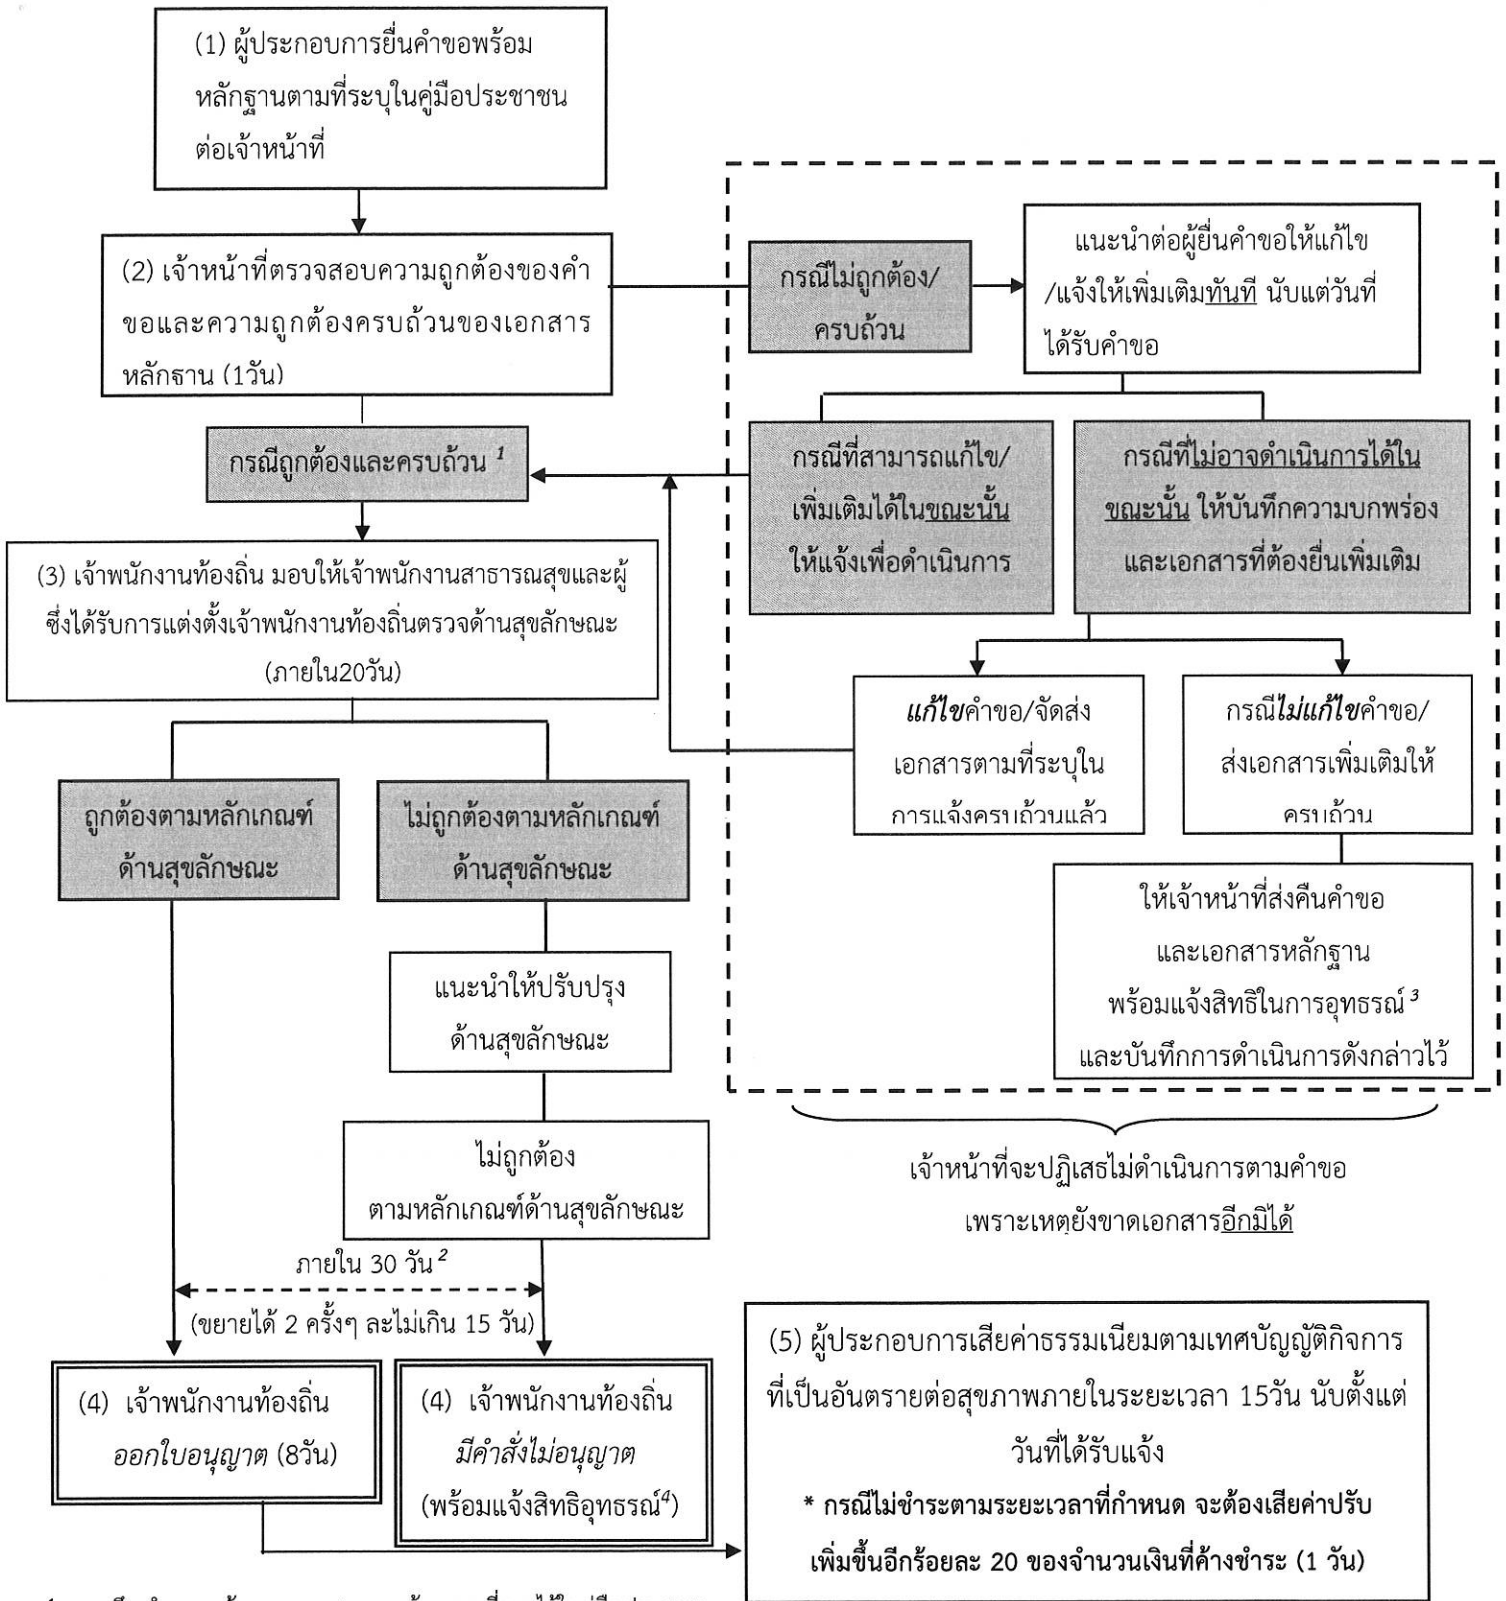 (1) ผู้ประกอบการยื่นคำขอพร้อม
หลักฐานตามที่ระบุในคู่มือประชาชน
ต่อเจ้าหน้าที่
(2) เจ้าหน้าที่ตรวจสอบความถูกต้องของคำ
ขอและความถูกต้องครบถ้วนของเอกสาร
หลักฐาน (1วัน)
กรณีไม่ถูกต้อง/
ครบถ้วน
แนะนำต่อผู้ยื่นคำขอให้แก้ไข
/แจ้งให้เพิ่มเติมทันที นับแต่วันที่
ได้รับคำขอ
กรณีถูกต้องและครบถ้วน 1
กรณีที่สามารถแก้ไข/
เพิ่มเติมได้ในขณะนั้น
ให้แจ้งเพื่อดำเนินการ
กรณีที่ไม่อาจดำเนินการได้ใน
ขณะนั้น ให้บันทึกความบกพร่อง
และเอกสารที่ต้องยื่นเพิ่มเติม
(3) เจ้าพนักงานท้องถิ่น มอบให้เจ้าพนักงานสาธารณสุขและผู้
ซึ่งได้รับการแต่งตั้งเจ้าพนักงานท้องถิ่นตรวจด้านสุขลักษณะ
(ภายใน20วัน)
แก้ไขคำขอ/จัดส่ง
เอกสารตามที่ระบุใน
การแจ้งครบถ้วนแล้ว
กรณีไม่แก้ไขคำขอ/
ส่งเอกสารเพิ่มเติมให้
ครบถ้วน
ถูกต้องตามหลักเกณฑ์
ด้านสุขลักษณะ
ไม่ถูกต้องตามหลักเกณฑ์
ด้านสุขลักษณะ
ให้เจ้าหน้าที่ส่งคืนคำขอ
และเอกสารหลักฐาน
พร้อมแจ้งสิทธิในการอุทธรณ์ 3
และบันทึกการดำเนินการดังกล่าวไว้
แนะนำให้ปรับปรุง
ด้านสุขลักษณะ
ไม่ถูกต้อง
ตามหลักเกณฑ์ด้านสุขลักษณะ
เจ้าหน้าที่จะปฏิเสธไม่ดำเนินการตามคำขอ
เพราะเหตุยังขาดเอกสารอีกมิได้
ภายใน 30 วัน 2
(ขยายได้ 2 ครั้งๆ ละไม่เกิน 15 วัน)
(4) เจ้าพนักงานท้องถิ่น
ออกใบอนุญาต (8วัน)
(4) เจ้าพนักงานท้องถิ่น
มีคำสั่งไม่อนุญาต
(พร้อมแจ้งสิทธิอุทธรณ์4)
(5) ผู้ประกอบการเสียค่าธรรมเนียมตามเทศบัญญัติกิจการ
ที่เป็นอันตรายต่อสุขภาพภายในระยะเวลา 15วัน นับตั้งแต่
วันที่ได้รับแจ้ง
* กรณีไม่ชำระตามระยะเวลาที่กำหนด จะต้องเสียค่าปรับ
เพิ่มขึ้นอีกร้อยละ 20 ของจำนวนเงินที่ค้างชำระ (1 วัน)